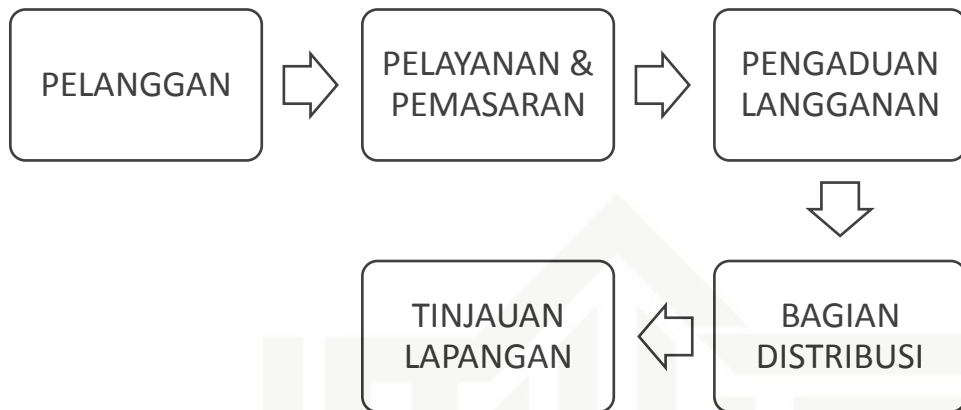 PELANGGAN
PELAYANAN &
PEMASARAN
PENGADUAN
LANGGANAN
BAGIAN
DISTRIBUSI
TINJAUAN
LAPANGAN